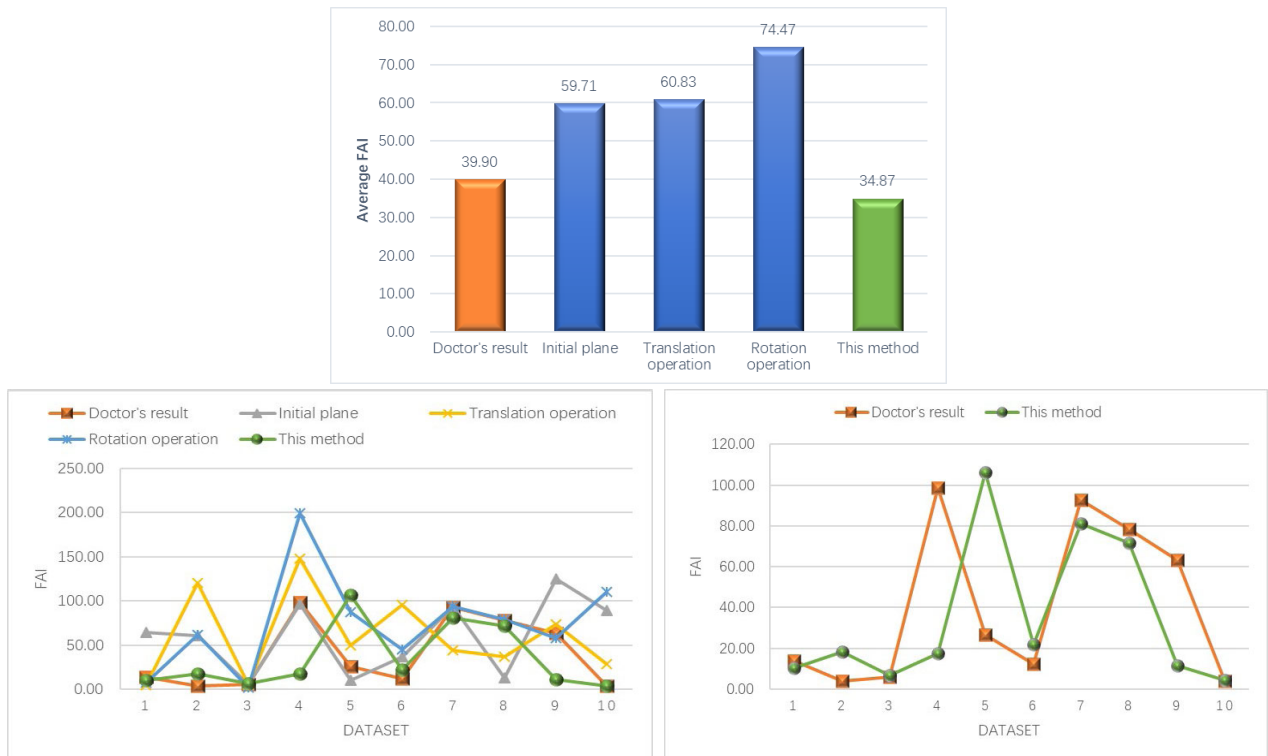 80.00
70.00
60.00
50.00
40.00
30.00
20.00
10.00
0.00
Average FAI
39.90
59.71
60.83
74.47
34.87
Doctor's result
Initial plane
Translation
operation
Rotation
operation
This method
Doctor's result Initial plane Translation operation
Rotation operation This method
250.00
200.00
150.00
100.00
50.00
0.00
FAI
1 2 3 4 5 6 7 8 9 10
DATASET
Doctor's result This method
120.00
100.00
80.00
60.00
40.00
20.00
0.00
FAI
1 2 3 4 5 6 7 8 9 10
DATASET